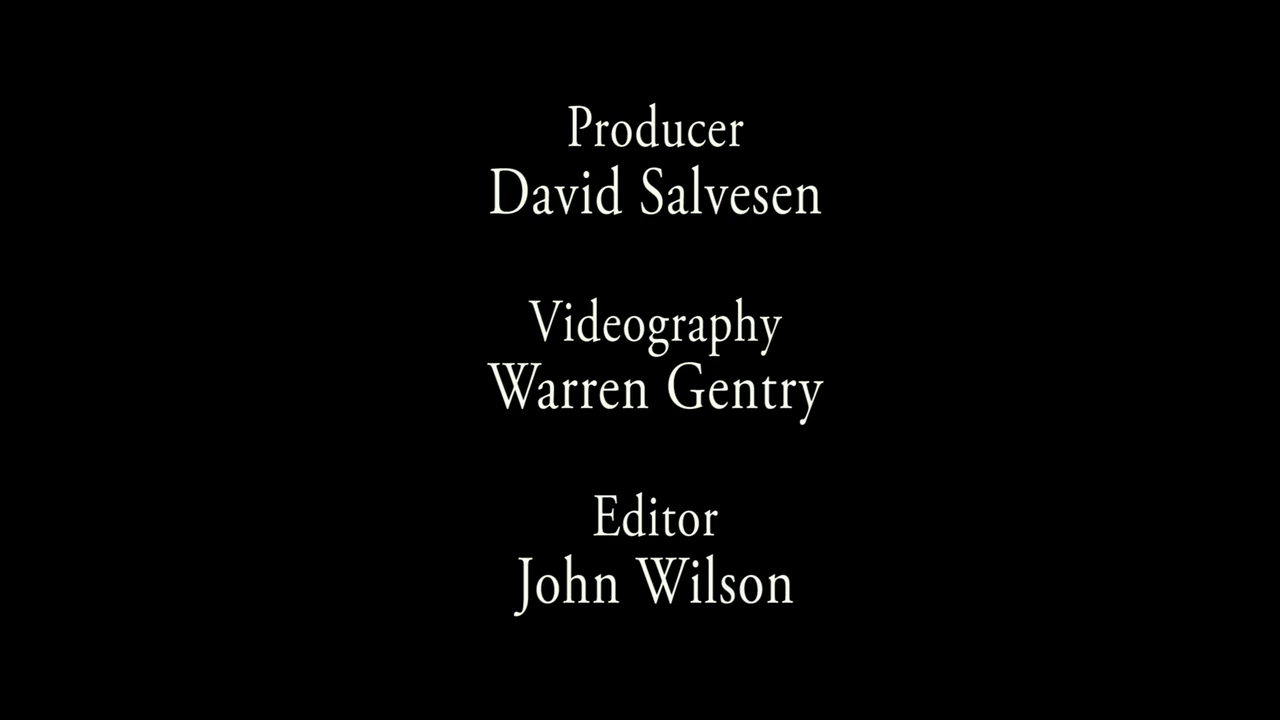 Producer
David Salvesen
Videography
Warren Gentry
Editor
John Wilson